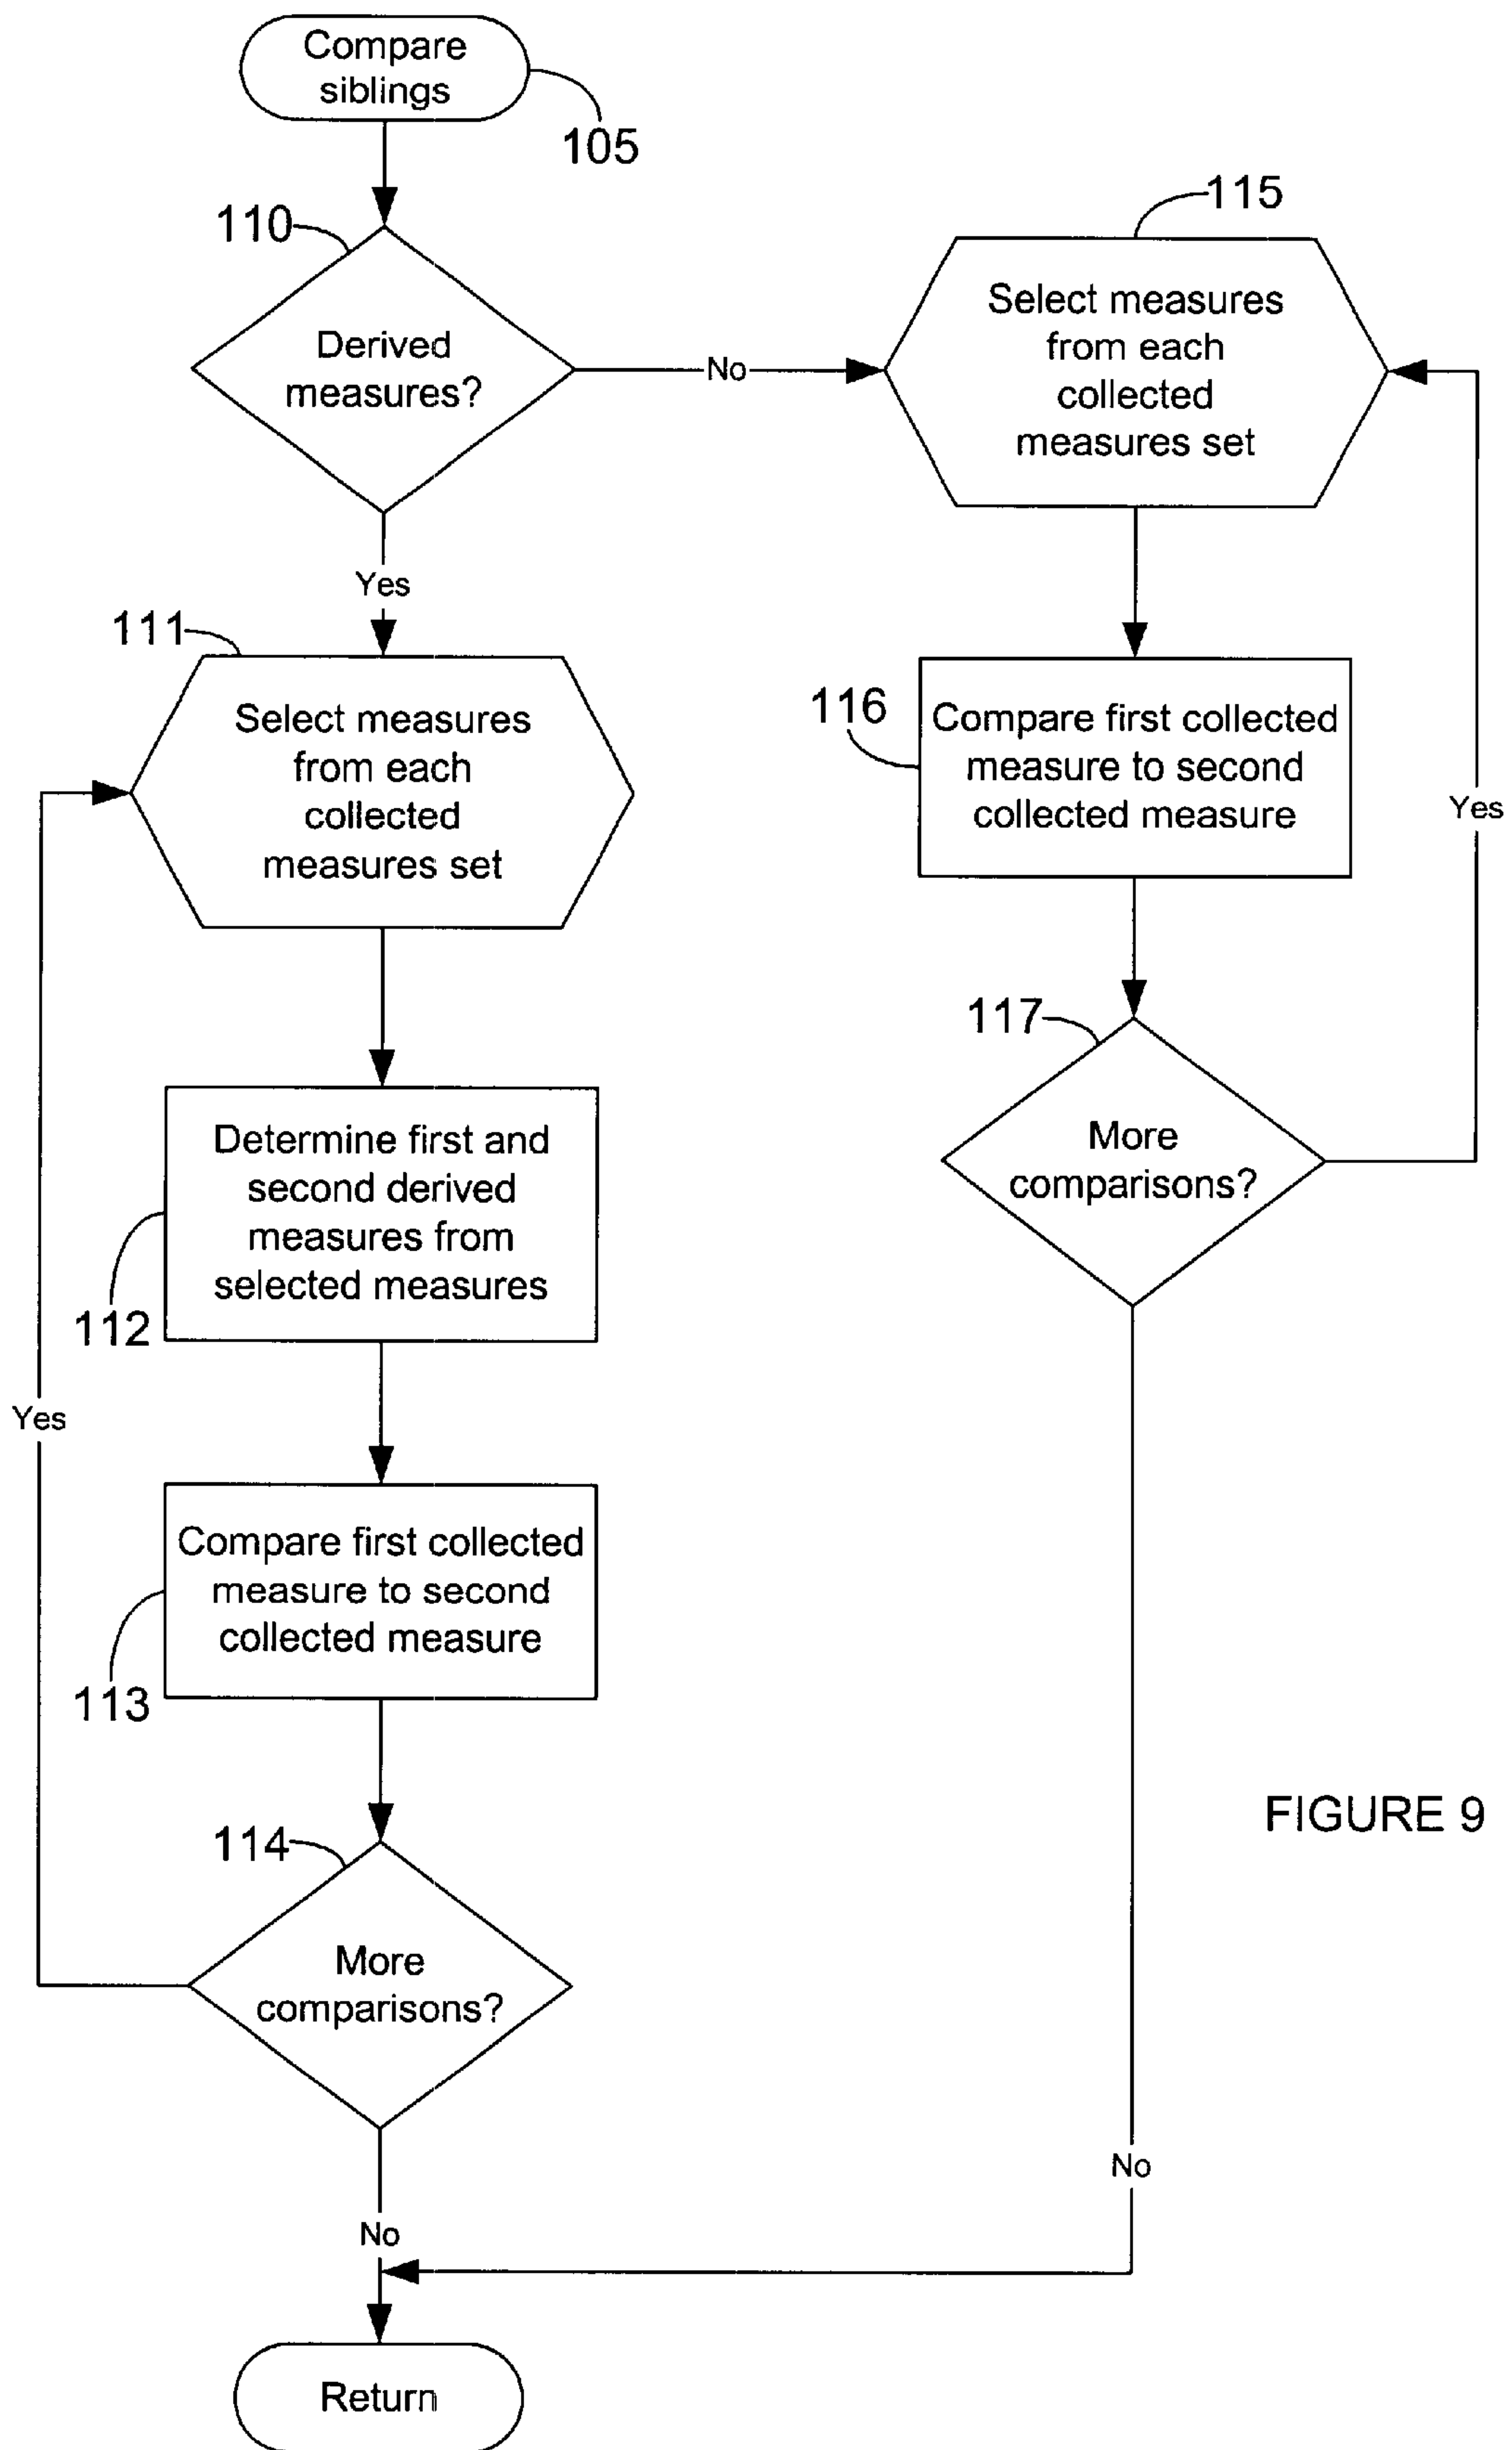 Compare
siblings
105
110
Derived
measures?
No
115
Select measures
from each
collected
measures set
Yes
111
Select measures
from each
collected
measures set
116
Compare first collected
measure to second
collected measure
Yes
117
More
comparisons?
Determine first and
second derived
measures from
selected measures
112
Yes
Compare first collected
measure to second
collected measure
113
FIGURE 9
114
More
comparisons?
No
No
Return